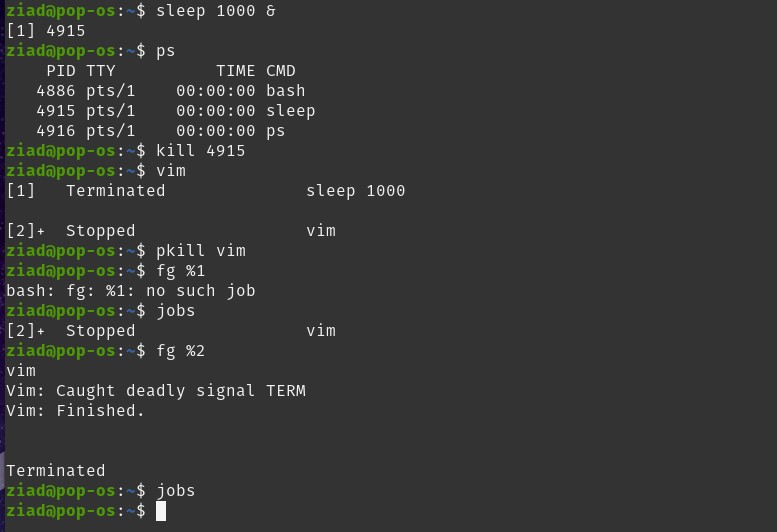 ziad@pop-os:~$ sleep 1000 &
[1] 4915
ziad@pop-os:~$ ps
    PID TTY          TIME CMD
   4886 pts/1    00:00:00 bash
   4915 pts/1    00:00:00 sleep
   4916 pts/1    00:00:00 ps
ziad@pop-os:~$ kill 4915
ziad@pop-os:~$ vim
[1]   Terminated              sleep 1000
[2]+  Stopped                 vim
ziad@pop-os:~$ pkill vim
ziad@pop-os:~$ fg %1
bash: fg: %1: no such job
ziad@pop-os:~$ jobs
[2]+  Stopped                 vim
ziad@pop-os:~$ fg %2
vim
Vim: Caught deadly signal TERM
Vim: Finished.
Terminated
ziad@pop-os:~$ jobs
ziad@pop-os:~$